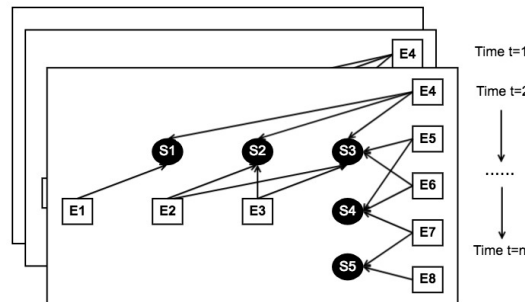 E4
Time t=1
E4
Time t=2
S1
S2
S3
E5
E6
......
E1
E2
E3
S4
E7
Time t=n
S5
E8